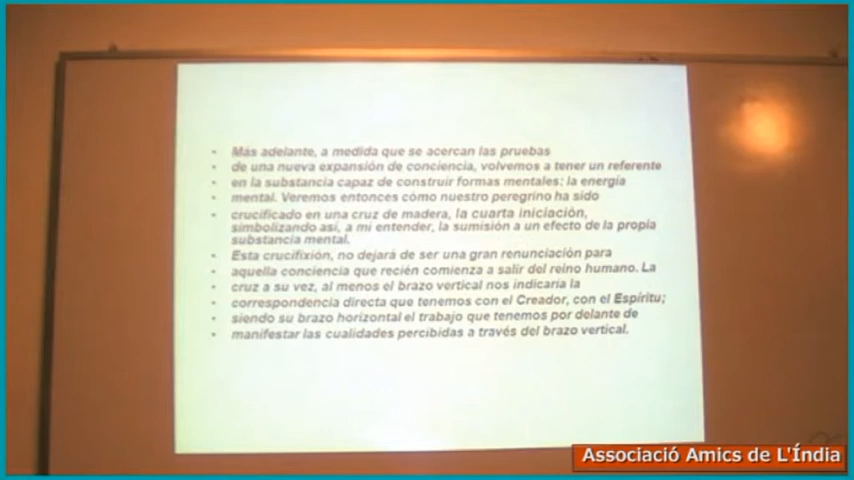 • Más adelante, a medida que se acercan las pruebas
• de una nueva expansión de conciencia, volvemos a tener un referente
• en la substancia capaz de construir formas mentales; la energía
• mental. Veremos entonces cómo nuestro peregrino ha sido
• crucificado en una cruz de madera, la cuarta iniciación,
simbolizando así, a mi entender, la sumisión a un efecto de la propia
substancia mental.
• Esta crucifixión, no dejará de ser una gran renunciación para
• aquella conciencia que recién comienza a salir del reino humano. La
• cruz a su vez, al menos el brazo vertical nos indicaría la
• correspondencia directa que tenemos con el Creador, con el Espíritu;
• siendo su brazo horizontal el trabajo que tenemos por delante de
• manifestar las cualidades percibidas a través del brazo vertical.
Associació Amics de L'Índia